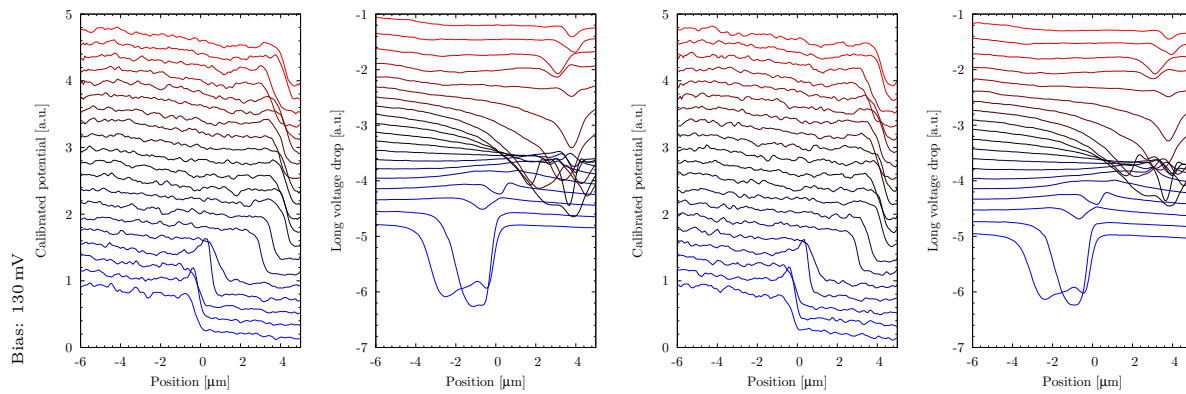 Bias: 130 mV
Calibrated potential [a.u.]
5
4
3
2
1
0
-6 -4 -2 0 2 4
Position [µm]
Long voltage drop [a.u.]
-1
-2
-3
-4
-5
-6
-7
-6 -4 -2 0 2 4
Position [µm]
Calibrated potential [a.u.]
5
4
3
2
1
0
-6 -4 -2 0 2 4
Position [µm]
Long voltage drop [a.u.]
-1
-2
-3
-4
-5
-6
-7
-6 -4 -2 0 2 4
Position [µm]